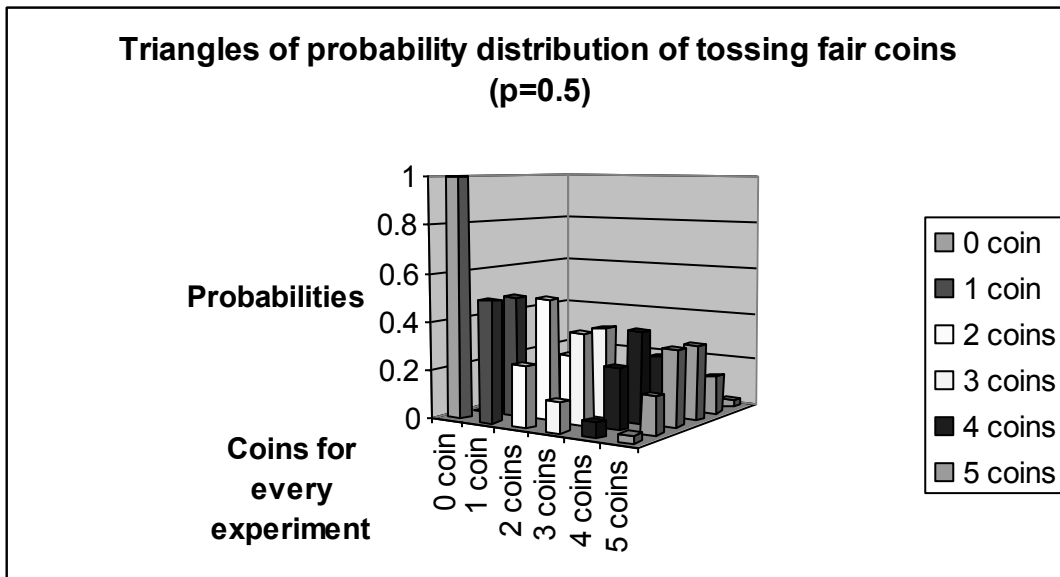 Triangles of probability distribution of tossing fair coins
(p=0.5)
1
0.8
0.6
0.4
0.2
0
Probabilities
Coins for
every
experiment
0 coin
1 coin
2 coins
3 coins
4 coins
5 coins
0 coin
1 coin
2 coins
3 coins
4 coins
5 coins